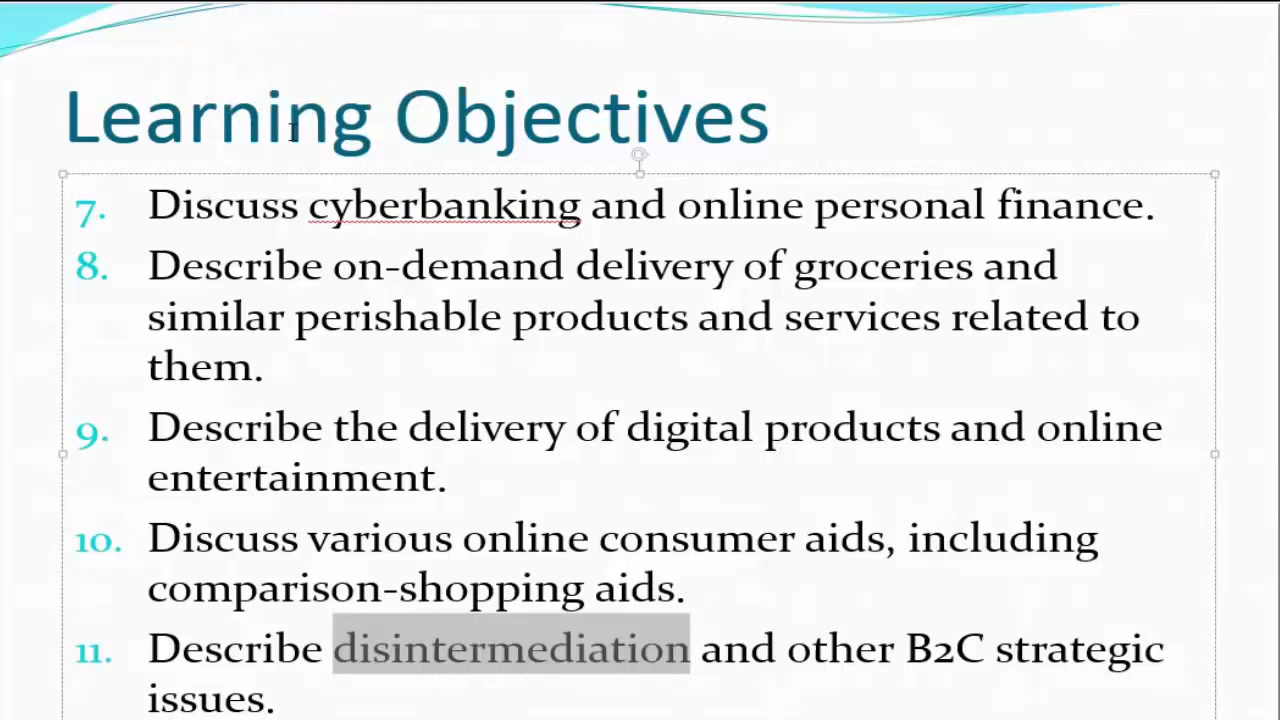 Learning Objectives
7. Discuss cyberbanking and online personal finance.
8. Describe on-demand delivery of groceries and
similar perishable products and services related to
them.
9. Describe the delivery of digital products and online
entertainment.
10. Discuss various online consumer aids, including
comparison-shopping aids.
11. Describe disintermediation and other B2C strategic
issues.